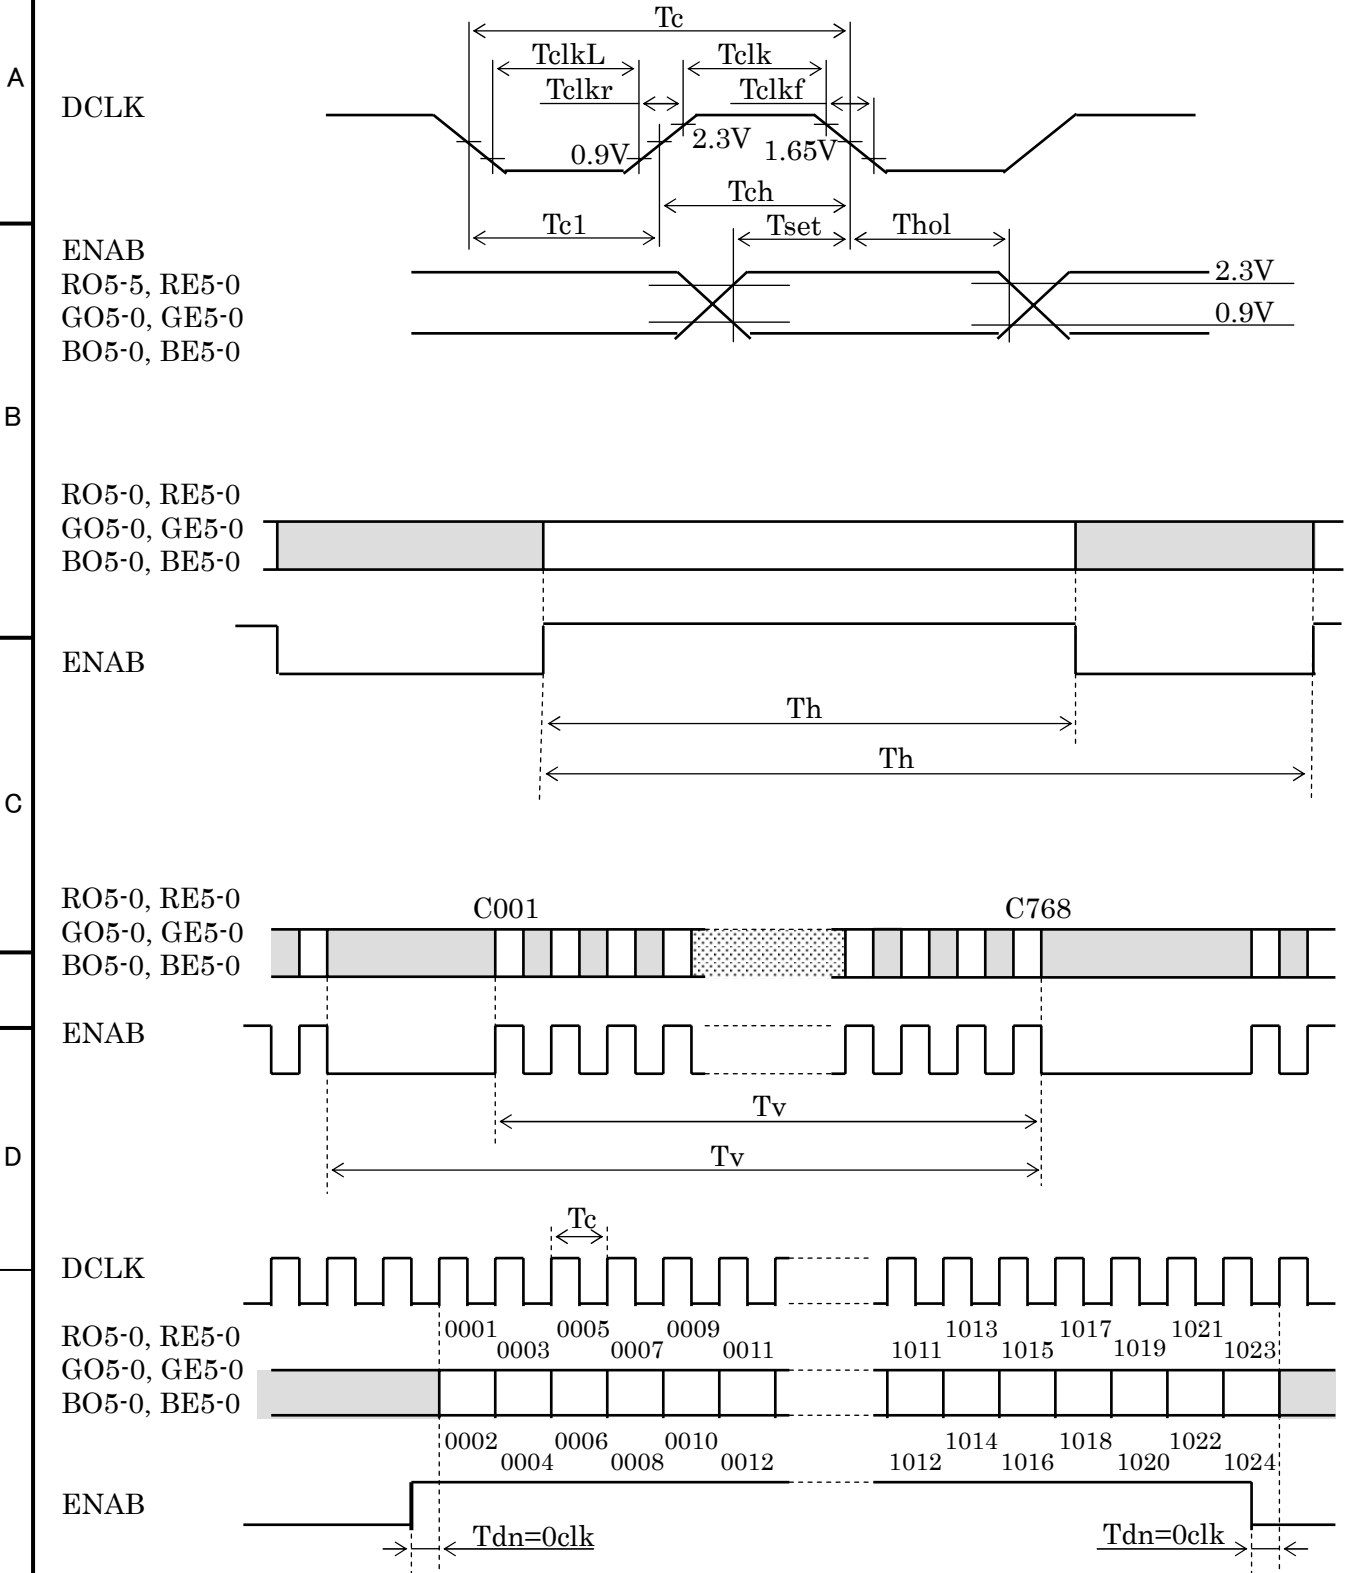 Tc
A
TclkL
Tclk
Tclkr
Tclkf
DCLK
2.3V
0.9V
1.65V
Tch
Tc1
Tset
Thol
ENAB
RO5-5, RE5-0
2.3V
GO5-0, GE5-0
0.9V
BO5-0, BE5-0
B
RO5-0, RE5-0
GO5-0, GE5-0
BO5-0, BE5-0
ENAB
Th
Th
C
RO5-0, RE5-0
C001
C768
GO5-0, GE5-0
BO5-0, BE5-0
ENAB
Tv
D
Tv
Tc
DCLK
RO5-0, RE5-0
0001 0005 0009 1013 1017 1021
0003 0007 0011 1011 1015 1019 1023
GO5-0, GE5-0
BO5-0, BE5-0
0002 0006 0010 1014 1018 1022
0004 0008 0012 1012 1016 1020 1024
ENAB
Tdn=0clk
Tdn=0clk